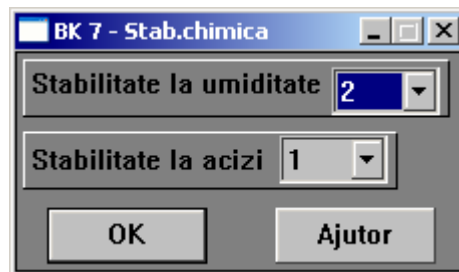 BK 7 - Stab.chimica
Stabilitate la umiditate 2
Stabilitate la acizi 1
OK Ajutor